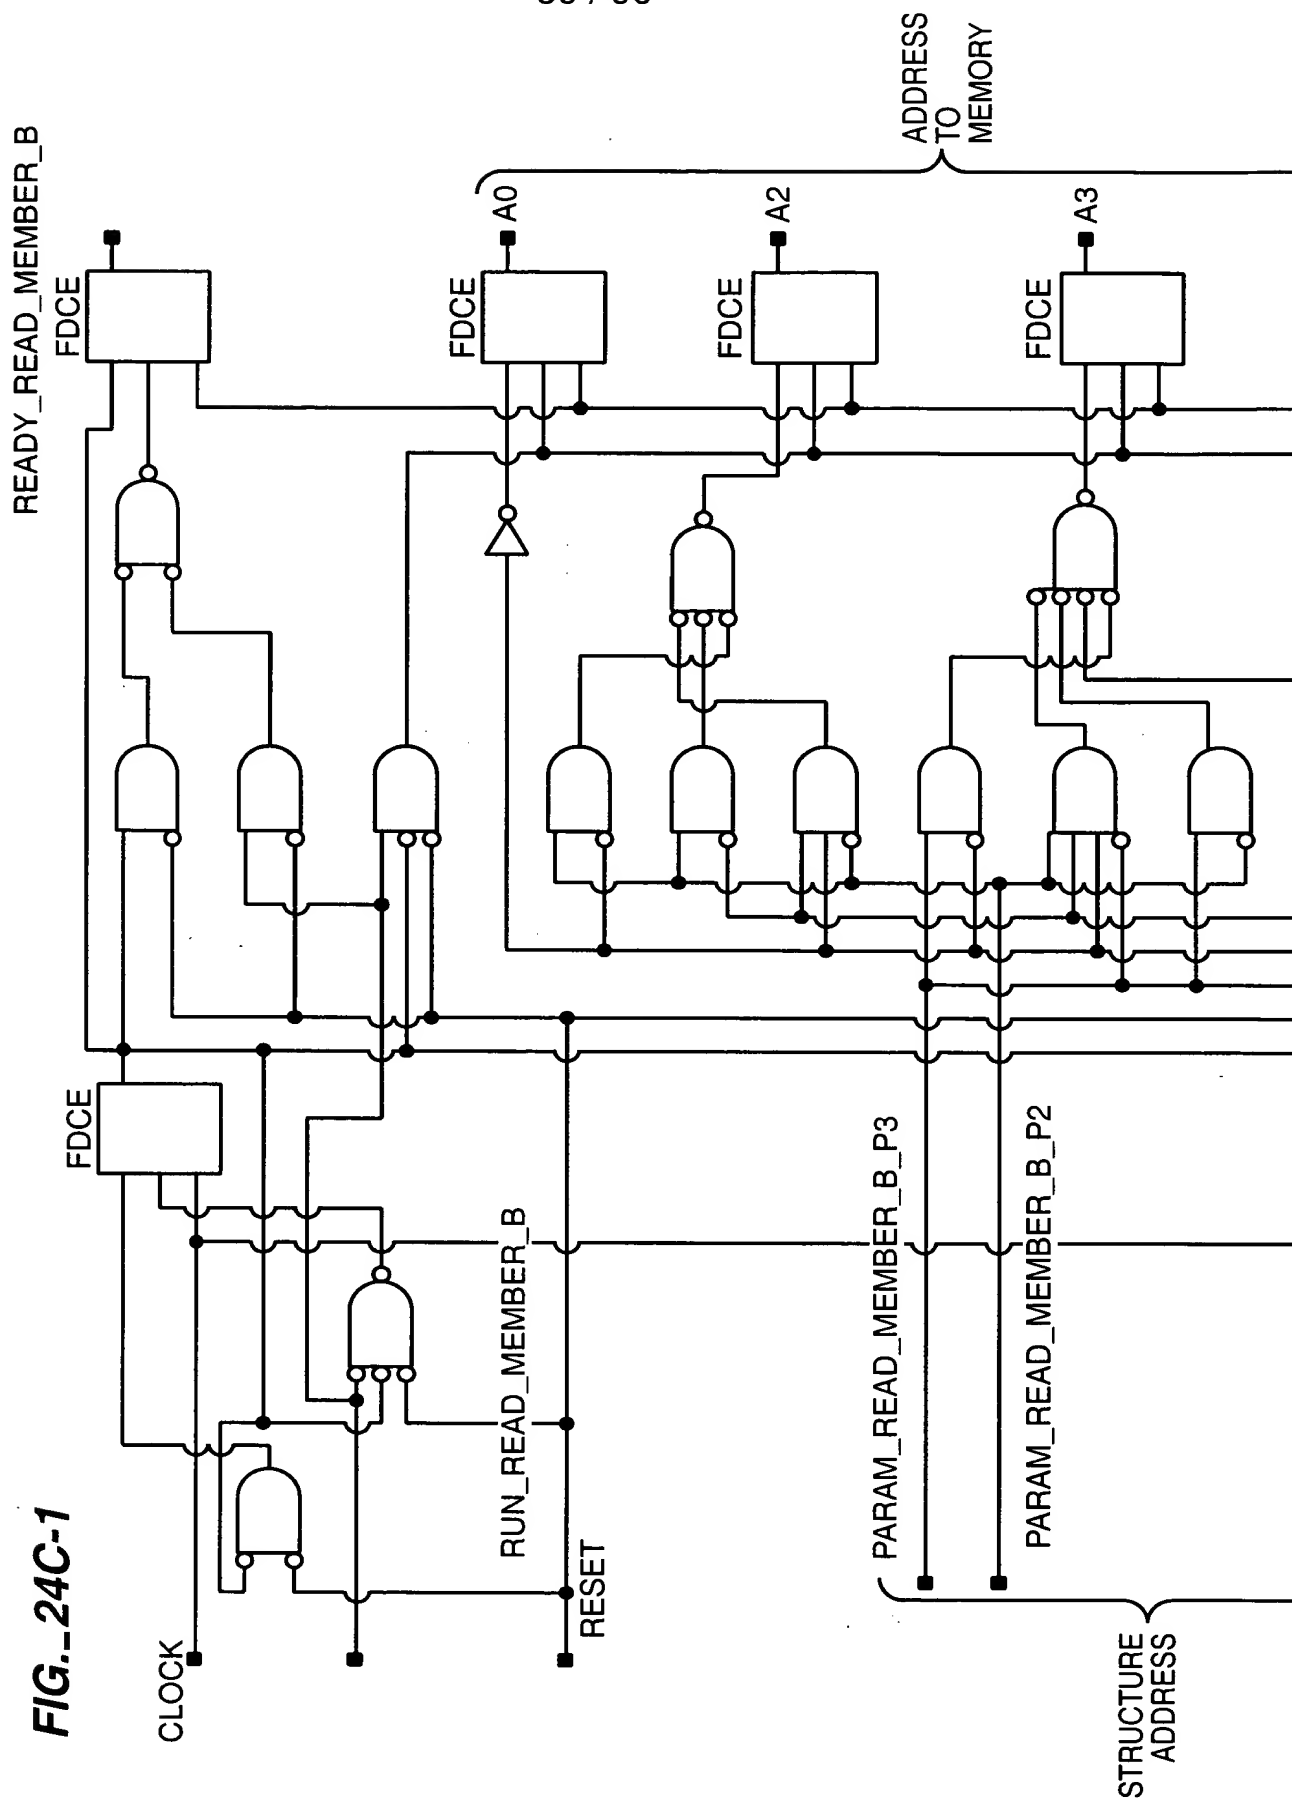 FIG._24C-1
CLOCK
RESET
RUN_READ_MEMBER_B
FDCE
READY_READ_MEMBER_B
FDCE
FDCE
A0
FDCE
A2
FDCE
A3
ADDRESS
TO
MEMORY
PARAM_READ_MEMBER_B_P3
PARAM_READ_MEMBER_B_P2
STRUCTURE
ADDRESS